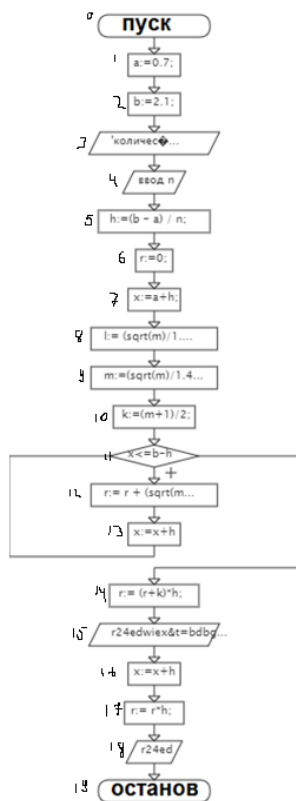 0 пуск
1 a:=0.7;
2 b:=2.1;
3 'количес�...
4 ввод n
5 h:=(b - a) / n;
6 r:=0;
7 x:=a+h;
8 l:= (sqrt(m)/1....
9 m:=(sqrt(m)/1.4...
10 k:=(m+1)/2;
11 x<=b-h
+
12 r:= r + (sqrt(m...
13 x:=x+h
14 r:= (r+k)*h;
15 r24edwiex&t=bdbg...
16 x:=x+h
17 r:= r*h;
18 r24ed
19 останов